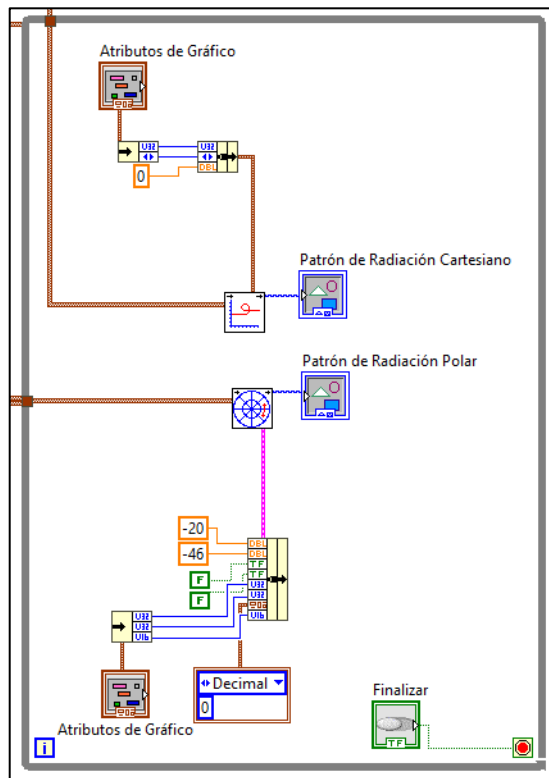 Atributos de Gráfico
U32
U32
DBL
0
Patrón de Radiación Cartesiano
Patrón de Radiación Polar
-20
-46
F
F
DBL
DBL
TF
TF
U32
U32
U16
U32
U32
U16
Decimal
0
Atributos de Gráfico
Finalizar
TF
i